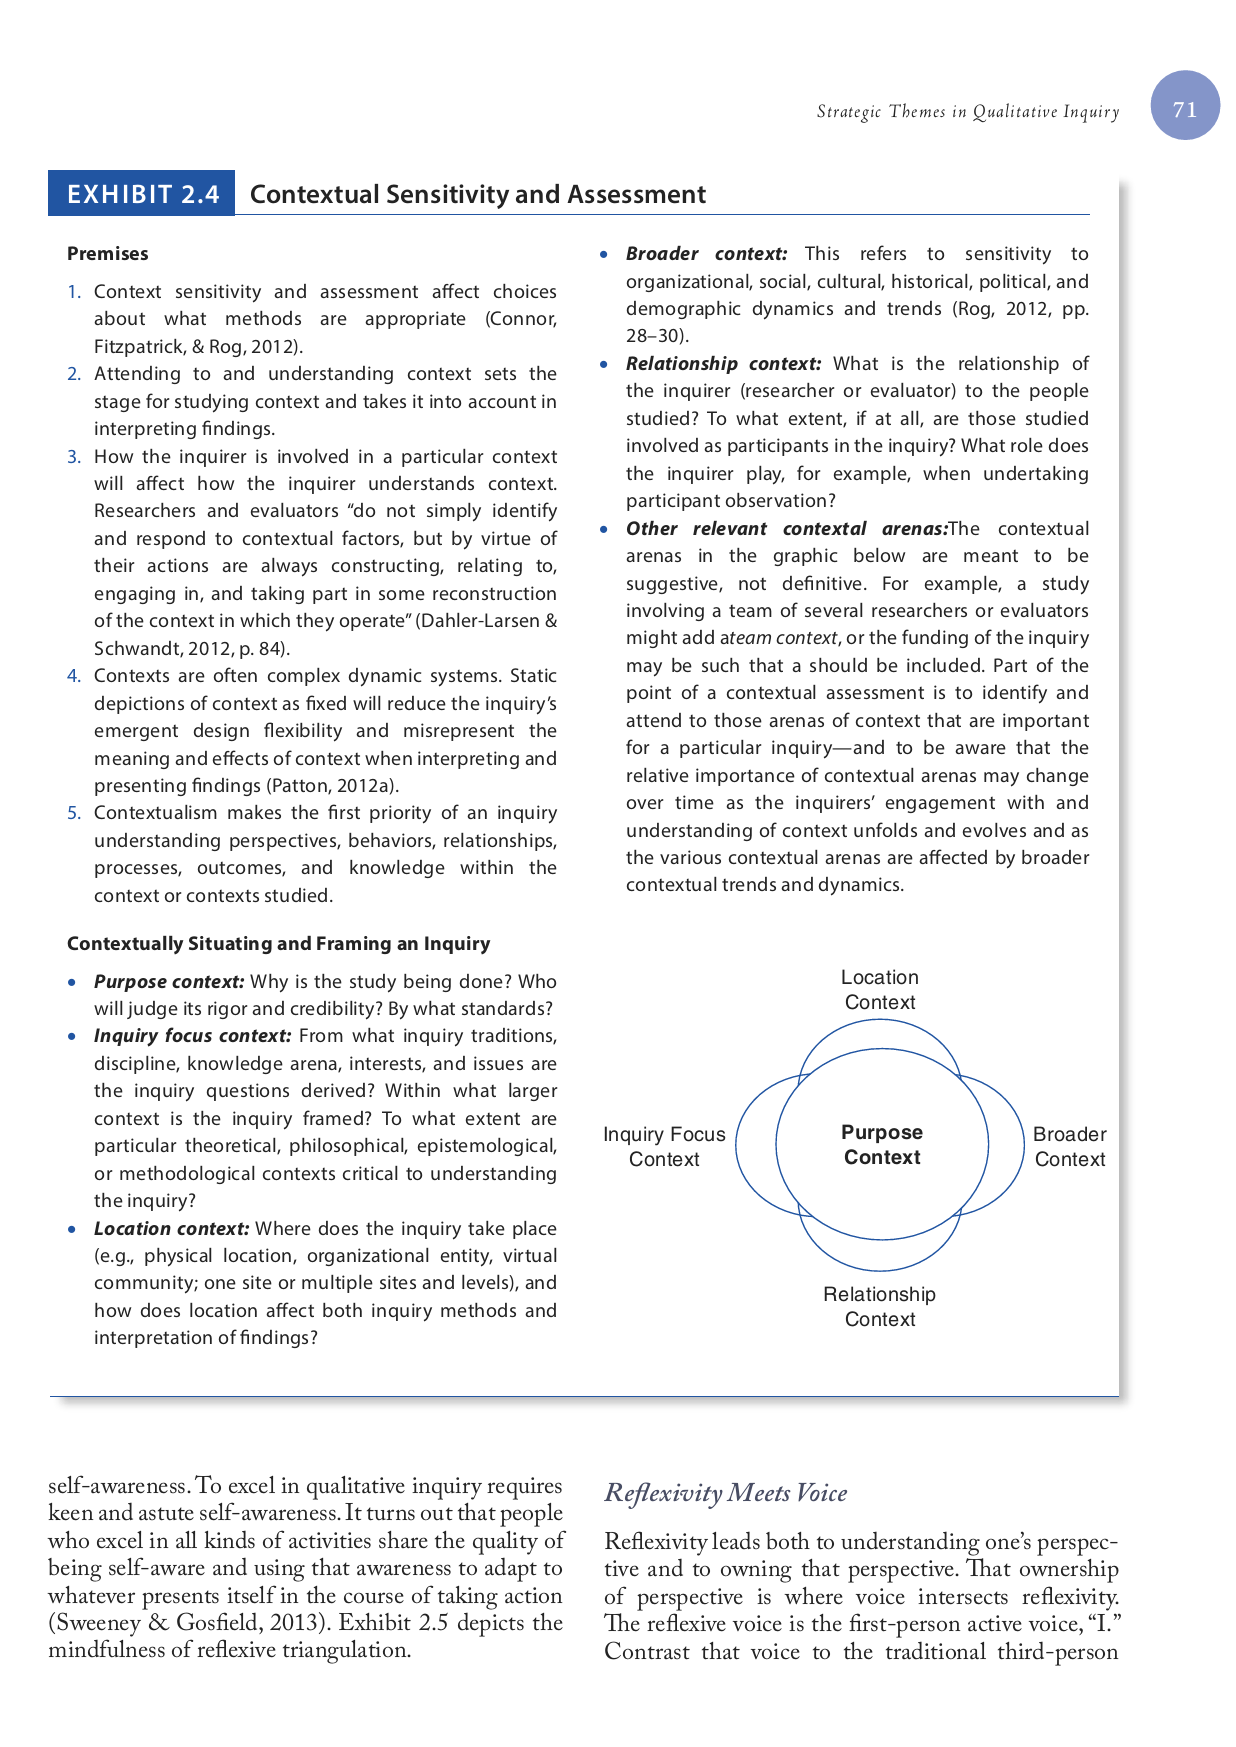 Strategic Themes in Qualitative Inquiry
71
EXHIBIT 2.4
Contextual Sensitivity and Assessment
Premises
1. Context sensitivity and assessment affect choices
about what methods are appropriate (Connor,
Fitzpatrick, & Rog, 2012).
2. Attending to and understanding context sets the
stage for studying context and takes it into account in
interpreting findings.
3. How the inquirer is involved in a particular context
will affect how the inquirer understands context.
Researchers and evaluators “do not simply identify
and respond to contextual factors, but by virtue of
their actions are always constructing, relating to,
engaging in, and taking part in some reconstruction
of the context in which they operate” (Dahler-Larsen &
Schwandt, 2012, p. 84).
4. Contexts are often complex dynamic systems. Static
depictions of context as fixed will reduce the inquiry’s
emergent design flexibility and misrepresent the
meaning and effects of context when interpreting and
presenting findings (Patton, 2012a).
5. Contextualism makes the first priority of an inquiry
understanding perspectives, behaviors, relationships,
processes, outcomes, and knowledge within the
context or contexts studied.
Contextually Situating and Framing an Inquiry
• Purpose context: Why is the study being done? Who
will judge its rigor and credibility? By what standards?
• Inquiry focus context: From what inquiry traditions,
discipline, knowledge arena, interests, and issues are
the inquiry questions derived? Within what larger
context is the inquiry framed? To what extent are
particular theoretical, philosophical, epistemological,
or methodological contexts critical to understanding
the inquiry?
• Location context: Where does the inquiry take place
(e.g., physical location, organizational entity, virtual
community; one site or multiple sites and levels), and
how does location affect both inquiry methods and
interpretation of findings?
• Broader context: This refers to sensitivity to
organizational, social, cultural, historical, political, and
demographic dynamics and trends (Rog, 2012, pp.
28–30).
• Relationship context: What is the relationship of
the inquirer (researcher or evaluator) to the people
studied? To what extent, if at all, are those studied
involved as participants in the inquiry? What role does
the inquirer play, for example, when undertaking
participant observation?
• Other relevant contextal arenas:The contextual
arenas in the graphic below are meant to be
suggestive, not definitive. For example, a study
involving a team of several researchers or evaluators
might add ateam context, or the funding of the inquiry
may be such that a should be included. Part of the
point of a contextual assessment is to identify and
attend to those arenas of context that are important
for a particular inquiry—and to be aware that the
relative importance of contextual arenas may change
over time as the inquirers’ engagement with and
understanding of context unfolds and evolves and as
the various contextual arenas are affected by broader
contextual trends and dynamics.
Location
Context
Inquiry Focus
Context
Purpose
Context
Broader
Context
Relationship
Context
self-awareness. To excel in qualitative inquiry requires
keen and astute self-awareness. It turns out that people
who excel in all kinds of activities share the quality of
being self-aware and using that awareness to adapt to
whatever presents itself in the course of taking action
(Sweeney & Gosfield, 2013). Exhibit 2.5 depicts the
mindfulness of reflexive triangulation.
Reflexivity Meets Voice
Reflexivity leads both to understanding one’s perspec-
tive and to owning that perspective. That ownership
of perspective is where voice intersects reflexivity.
The reflexive voice is the first-person active voice, “I.”
Contrast that voice to the traditional third-person